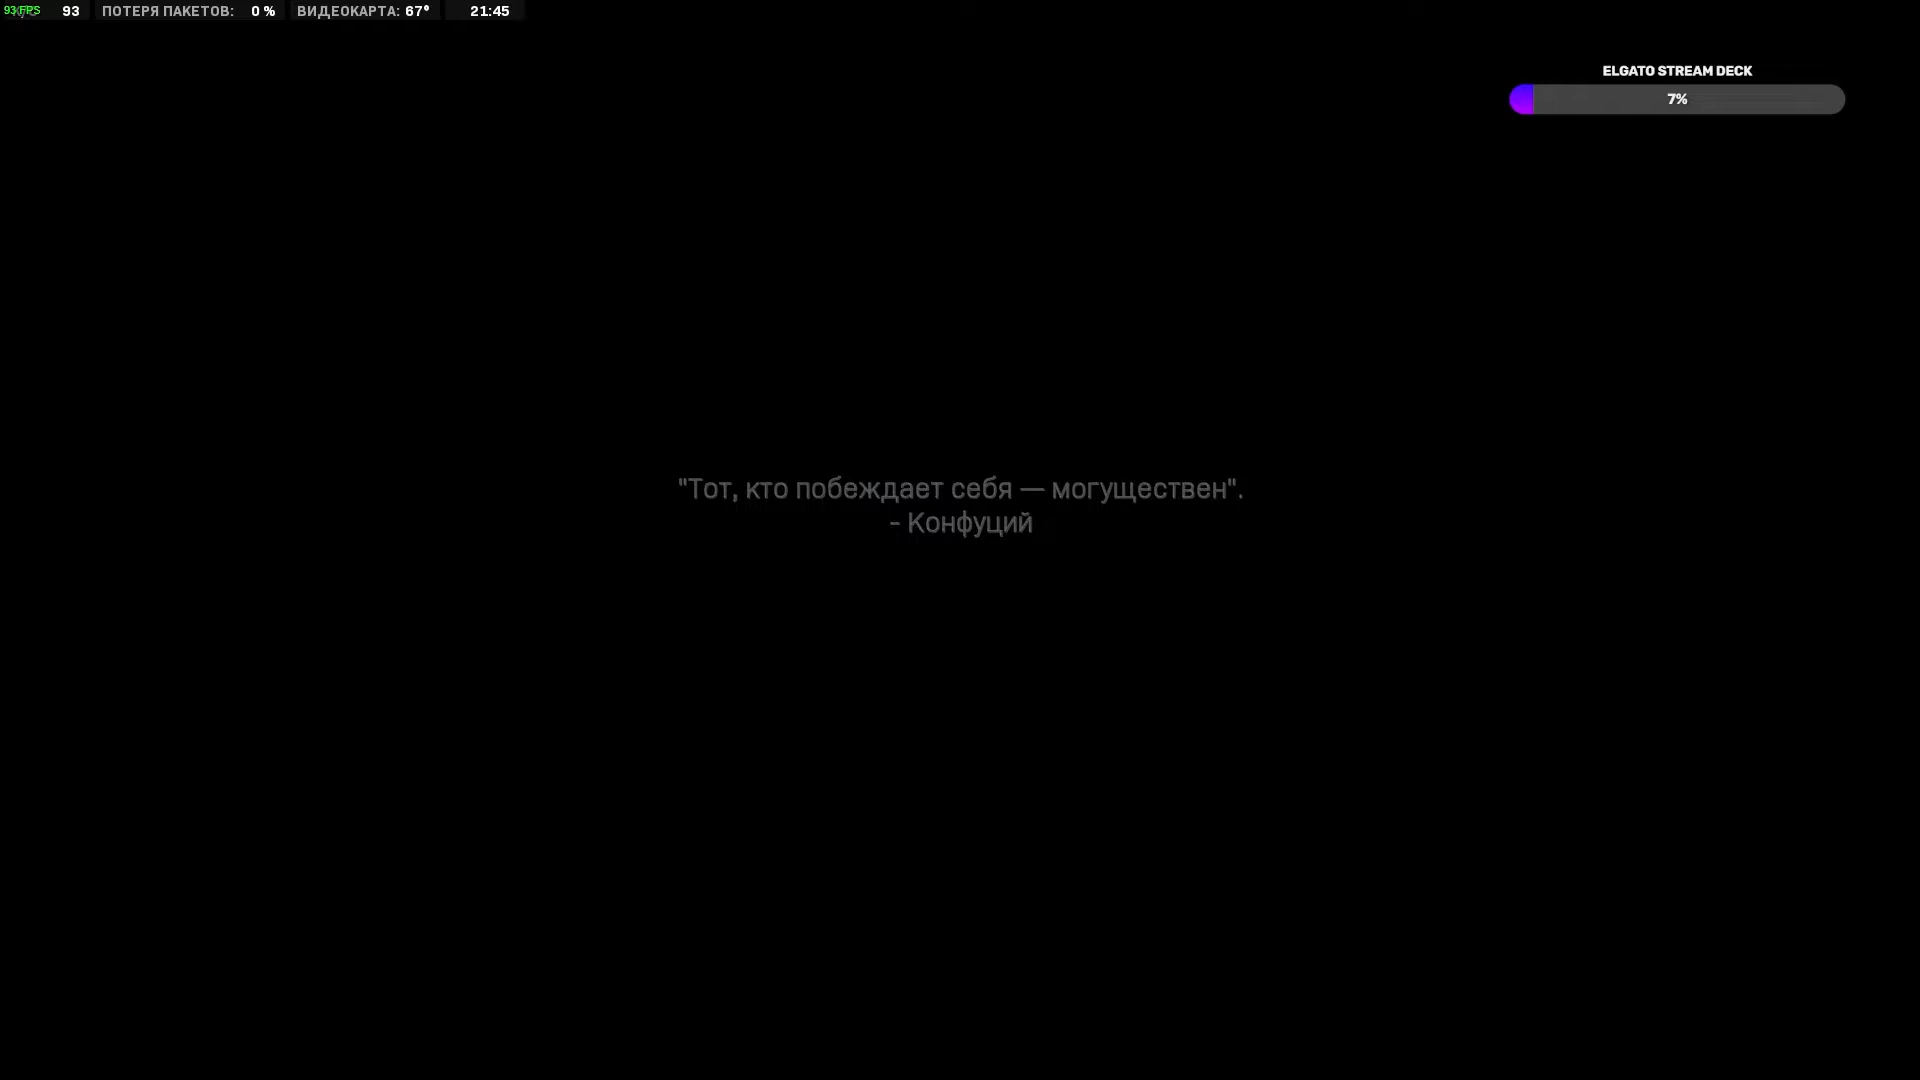 93 FPS
93 ПОТЕРЯ ПАКЕТОВ: 0 % ВИДЕОКАРТА: 67° 21:45
ELGATO STREAM DECK
7%
"Тот, кто побеждает себя — могуществен".
- Конфуций